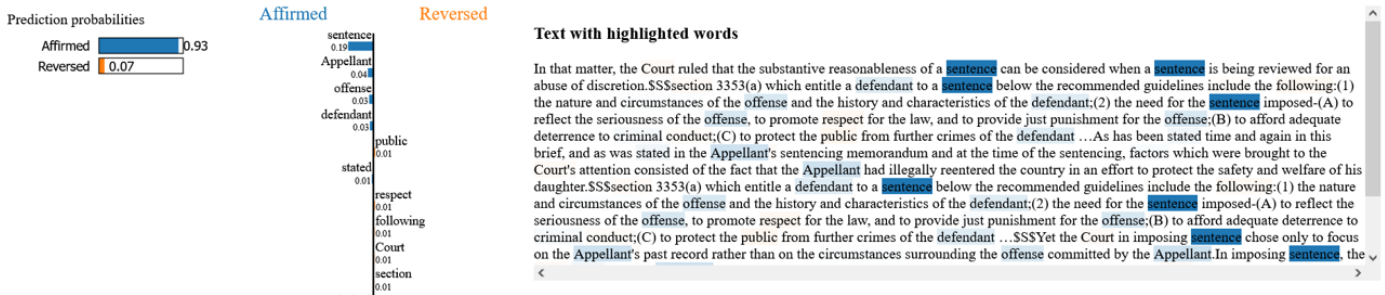 Prediction probabilities
Affirmed 0.93
Reversed 0.07
Affirmed Reversed
sentence
0.19
Appellant
0.04
offense
0.03
defendant
0.03
public
0.01
stated
0.01
respect
0.01
following
0.01
Court
0.01
section
0.01
Text with highlighted words
In that matter, the Court ruled that the substantive reasonableness of a sentence can be considered when a sentence is being reviewed for an
abuse of discretion.$S$section 3353(a) which entitle a defendant to a sentence below the recommended guidelines include the following:(1)
the nature and circumstances of the offense and the history and characteristics of the defendant;(2) the need for the sentence imposed-(A) to
reflect the seriousness of the offense, to promote respect for the law, and to provide just punishment for the offense;(B) to afford adequate
deterrence to criminal conduct;(C) to protect the public from further crimes of the defendant …As has been stated time and again in this
brief, and as was stated in the Appellant's sentencing memorandum and at the time of the sentencing, factors which were brought to the
Court's attention consisted of the fact that the Appellant had illegally reentered the country in an effort to protect the safety and welfare of his
daughter.$S$section 3353(a) which entitle a defendant to a sentence below the recommended guidelines include the following:(1) the nature
and circumstances of the offense and the history and characteristics of the defendant;(2) the need for the sentence imposed-(A) to reflect the
seriousness of the offense, to promote respect for the law, and to provide just punishment for the offense;(B) to afford adequate deterrence to
criminal conduct;(C) to protect the public from further crimes of the defendant …$S$Yet the Court in imposing sentence chose only to focus
on the Appellant's past record rather than on the circumstances surrounding the offense committed by the Appellant.In imposing sentence, the